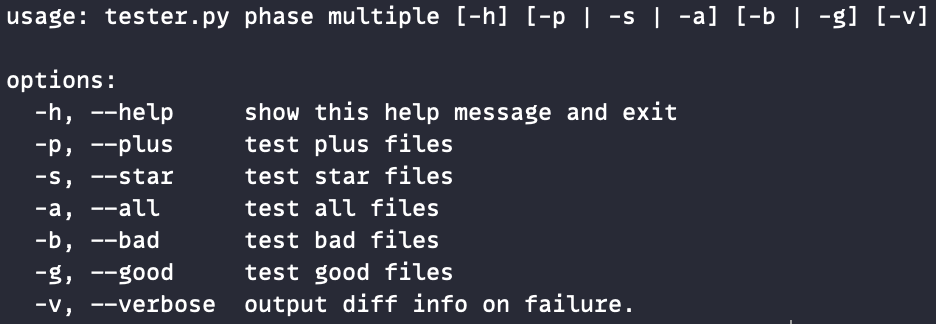 usage: tester.py phase multiple [-h] [-p | -s | -a] [-b | -g] [-v]
options:
-h, --help show this help message and exit
-p, --plus test plus files
-s, --star test star files
-a, --all test all files
-b, --bad test bad files
-g, --good test good files
-v, --verbose output diff info on failure.